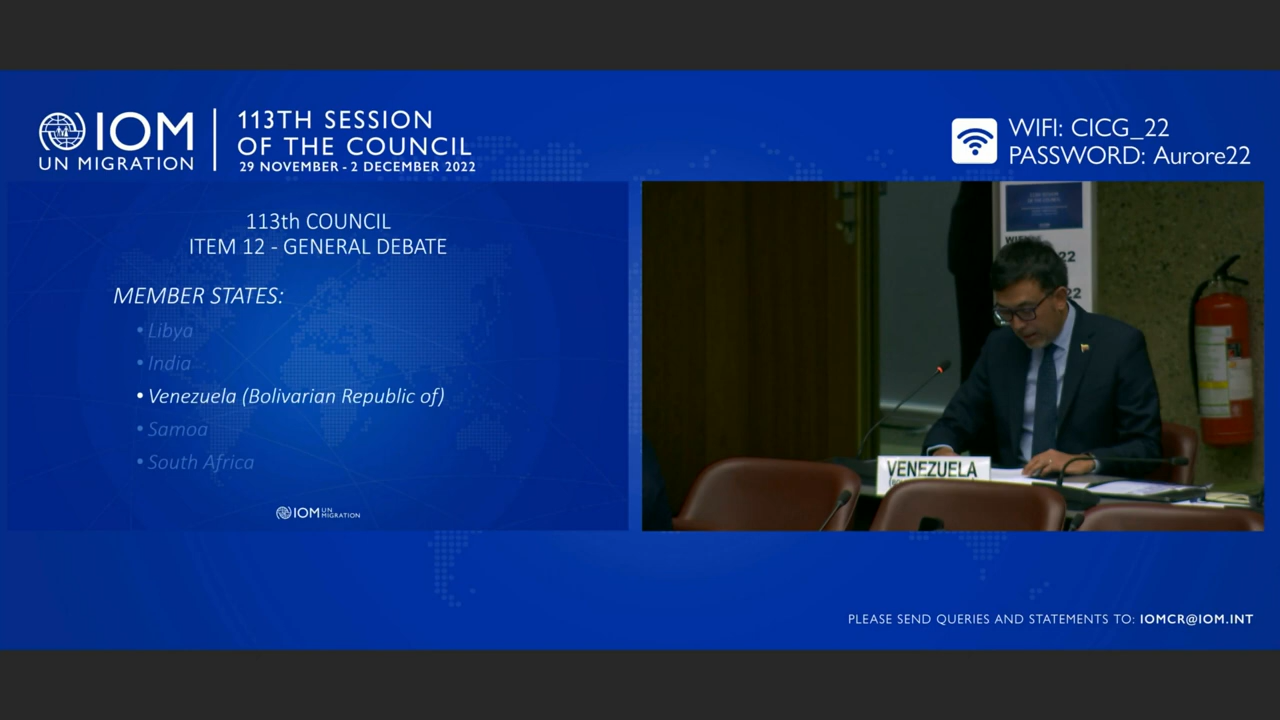 IOM
UN MIGRATION
113TH SESSION
OF THE COUNCIL
29 NOVEMBER - 2 DECEMBER 2022
WIFI: CICG_22
PASSWORD: Aurore22
113th COUNCIL
ITEM 12 - GENERAL DEBATE
MEMBER STATES:
• Libya
• India
• Venezuela (Bolivarian Republic of)
• Samoa
• South Africa
IOM UN
MIGRATION
VENEZUELA
PLEASE SEND QUERIES AND STATEMENTS TO: IOMCR@IOM.INT